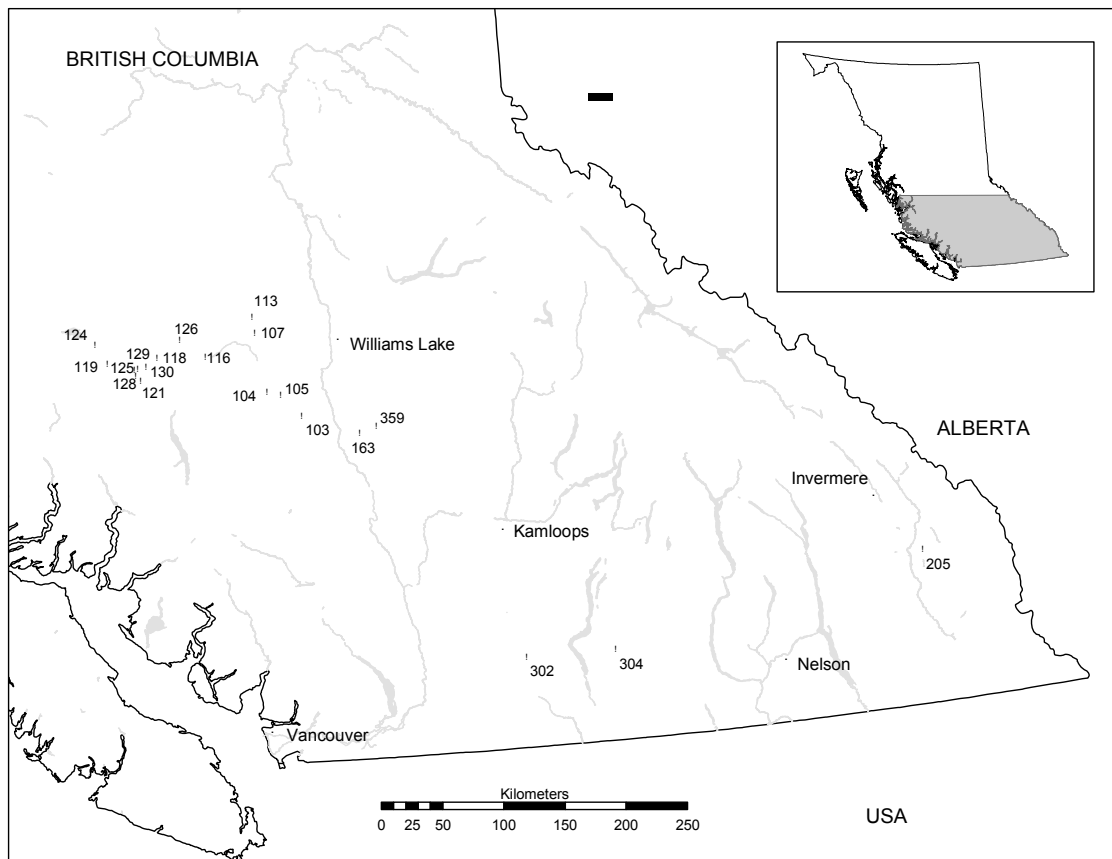 BRITISH COLUMBIA
113
124
126
107
Williams Lake
129
118
116
119
125
130
128
121
104
105
103
359
163
ALBERTA
Invermere
Kamloops
205
302
304
Nelson
Vancouver
Kilometers
0 25 50 100 150 200 250
USA